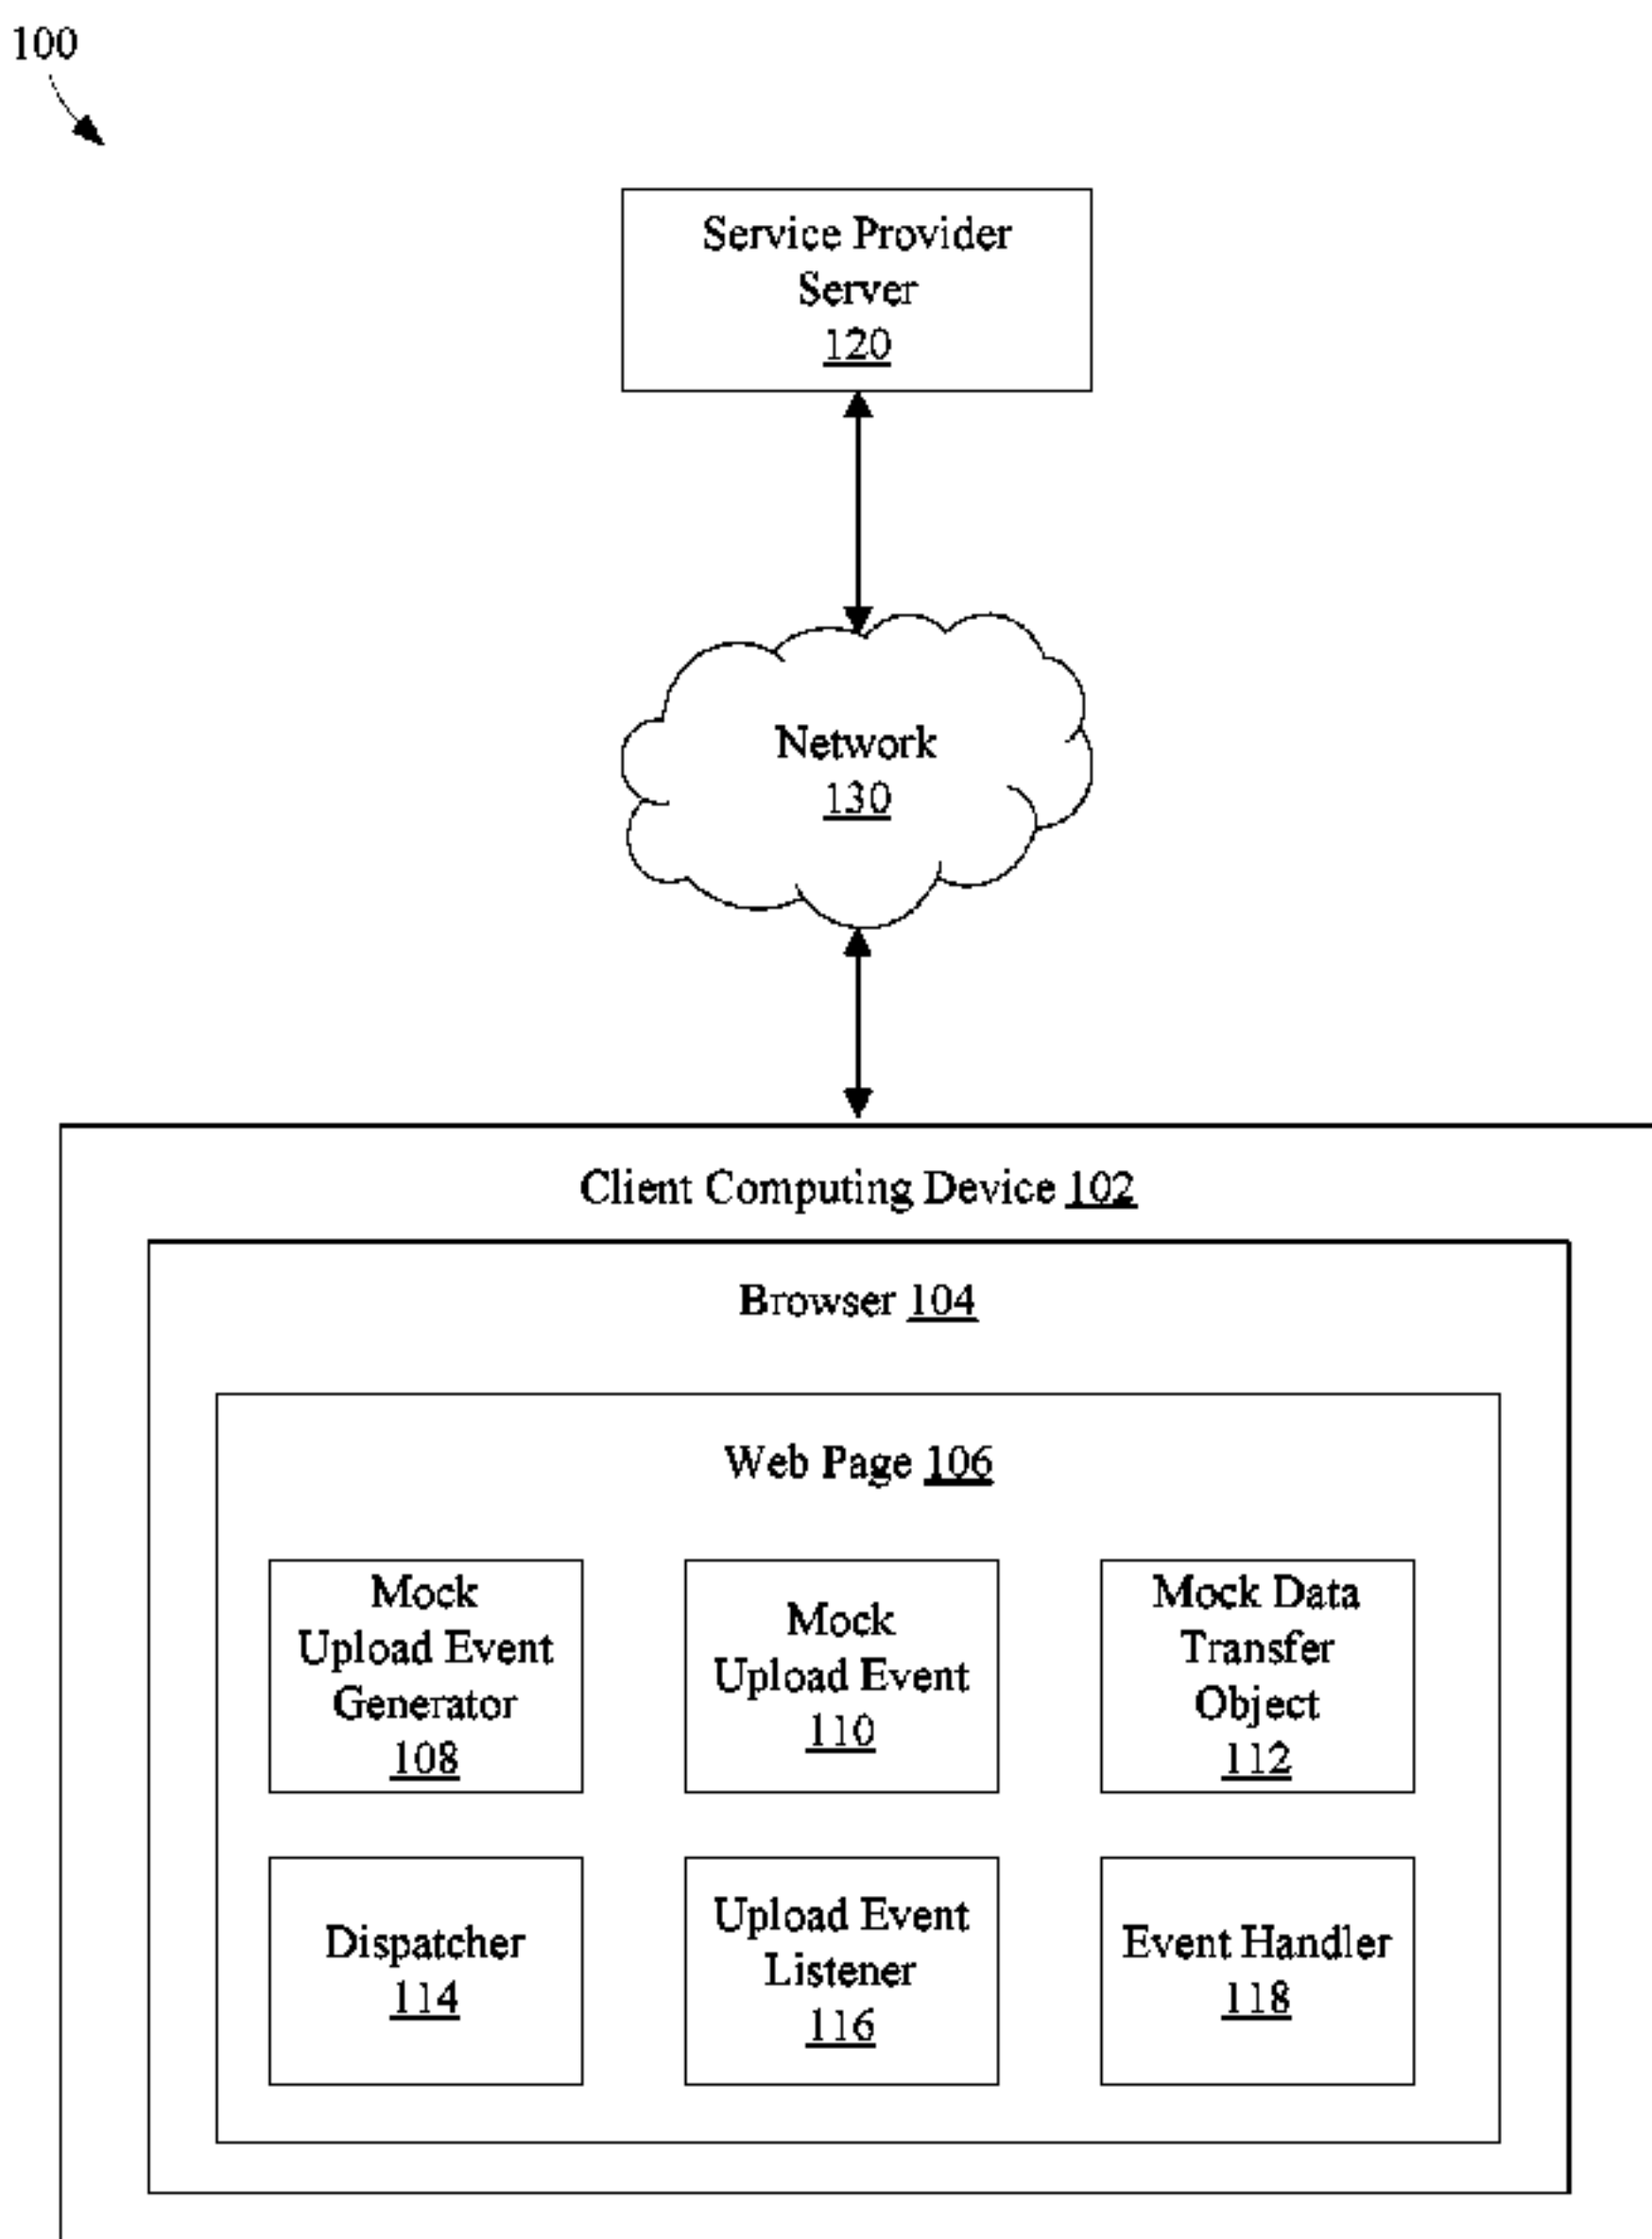 100
Service Provider
Server
120
Network
130
Client Computing Device 102
Browser 104
Web Page 106
Mock
Upload Event
Generator
108
Mock
Upload Event
110
Mock Data
Transfer
Object
112
Dispatcher
114
Upload Event
Listener
116
Event Handler
118